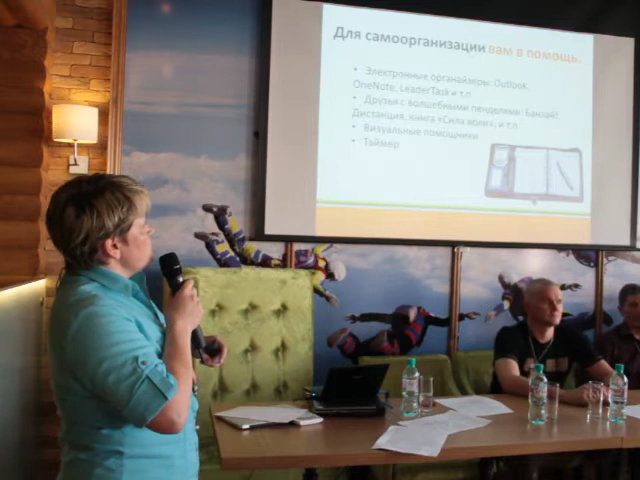 Для самоорганизации вам в помощь:
• Электронные органайзеры: Outlook,
OneNote, LeaderTask и т.п.
• Друзья с волшебными пенделями: Банзай!,
Дистанция, книга «Сила воли», и т.п.
• Визуальные помощники
• Таймер